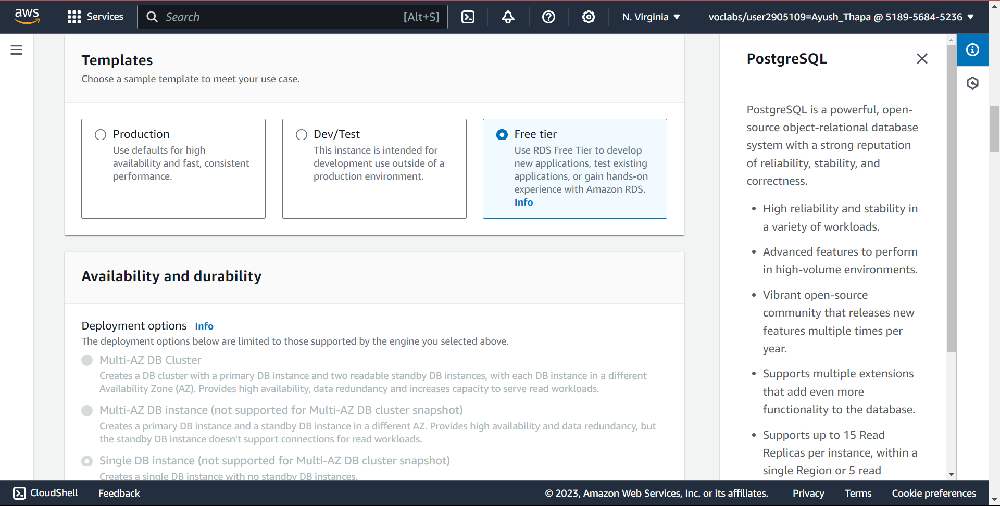 aws
Services
Search
[Alt+S]
N. Virginia
voclabs/user2905109=Ayush_Thapa @ 5189-5684-5236
Templates
Choose a sample template to meet your use case.
Production
Use defaults for high
availability and fast, consistent
performance.
Dev/Test
This instance is intended for
development use outside of a
production environment.
Free tier
Use RDS Free Tier to develop
new applications, test existing
applications, or gain hands-on
experience with Amazon RDS.
Info
Availability and durability
Deployment options Info
The deployment options below are limited to those supported by the engine you selected above.
Multi-AZ DB Cluster
Creates a DB cluster with a primary DB instance and two readable standby DB instances, with each DB instance in a different
Availability Zone (AZ). Provides high availability, data redundancy and increases capacity to serve read workloads.
Multi-AZ DB instance (not supported for Multi-AZ DB cluster snapshot)
Creates a primary DB instance and a standby DB instance in a different AZ. Provides high availability and data redundancy, but
the standby DB instance doesn't support connections for read workloads.
Single DB instance (not supported for Multi-AZ DB cluster snapshot)
Creates a single DB instance with no standby DB instances.
PostgreSQL
PostgreSQL is a powerful, open-
source object-relational database
system with a strong reputation
of reliability, stability, and
correctness.
• High reliability and stability in
a variety of workloads.
• Advanced features to perform
in high-volume environments.
• Vibrant open-source
community that releases new
features multiple times per
year.
• Supports multiple extensions
that add even more
functionality to the database.
• Supports up to 15 Read
Replicas per instance, within a
single Region or 5 read
CloudShell
Feedback
© 2023, Amazon Web Services, Inc. or its affiliates.
Privacy
Terms
Cookie preferences